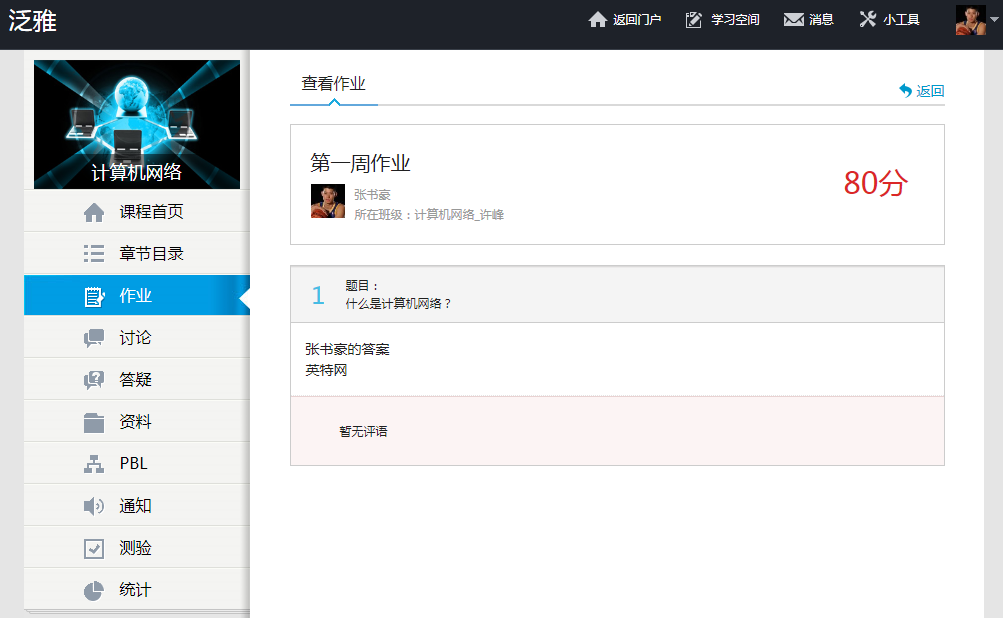 泛雅
返回门户
学习空间
消息
小工具
计算机网络
课程首页
章节目录
作业
讨论
答疑
资料
PBL
通知
测验
统计
查看作业
返回
第一周作业
张书豪
所在班级：计算机网络_许峰
80分
1
题目：
什么是计算机网络？
张书豪的答案
英特网
暂无评语